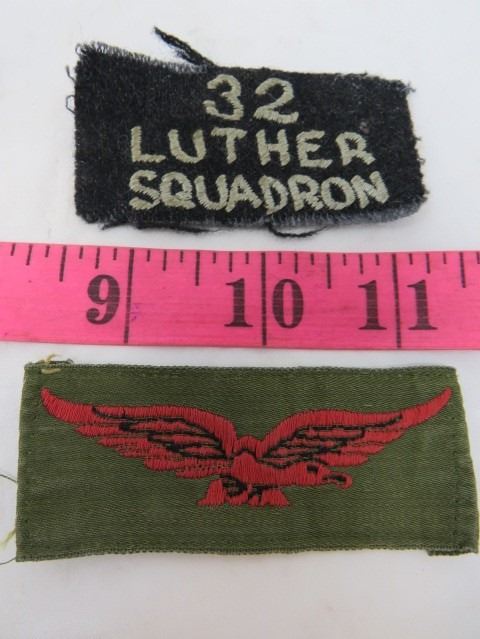 32
LUTHER
SQUADRON
9 10 11